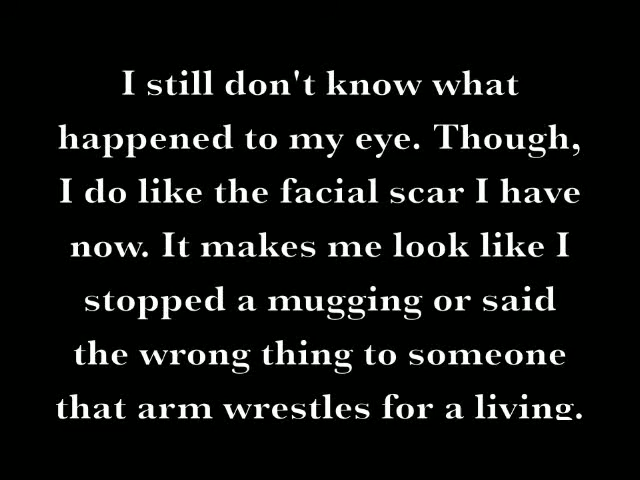 I still don't know what
happened to my eye. Though,
I do like the facial scar I have
now. It makes me look like I
stopped a mugging or said
the wrong thing to someone
that arm wrestles for a living.